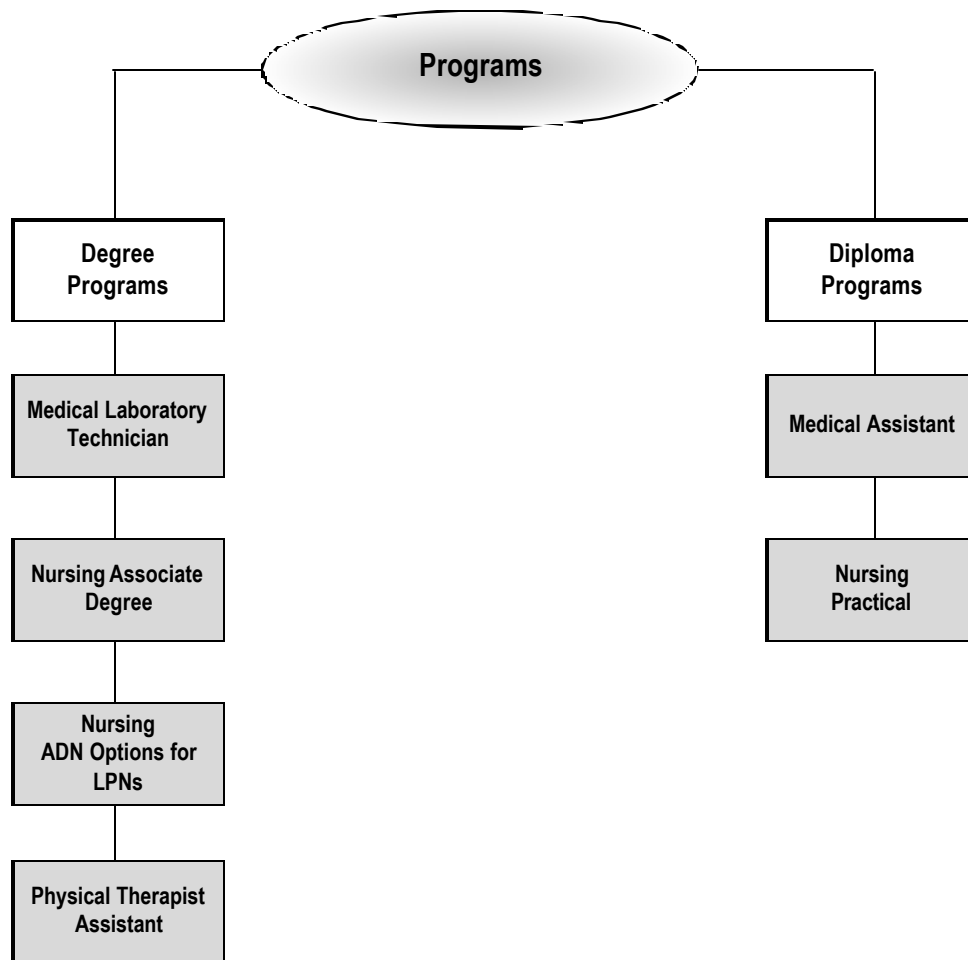 Programs
Degree
Programs
Medical Laboratory
Technician
Nursing Associate
Degree
Nursing
ADN Options for
LPNs
Physical Therapist
Assistant
Diploma
Programs
Medical Assistant
Nursing
Practical